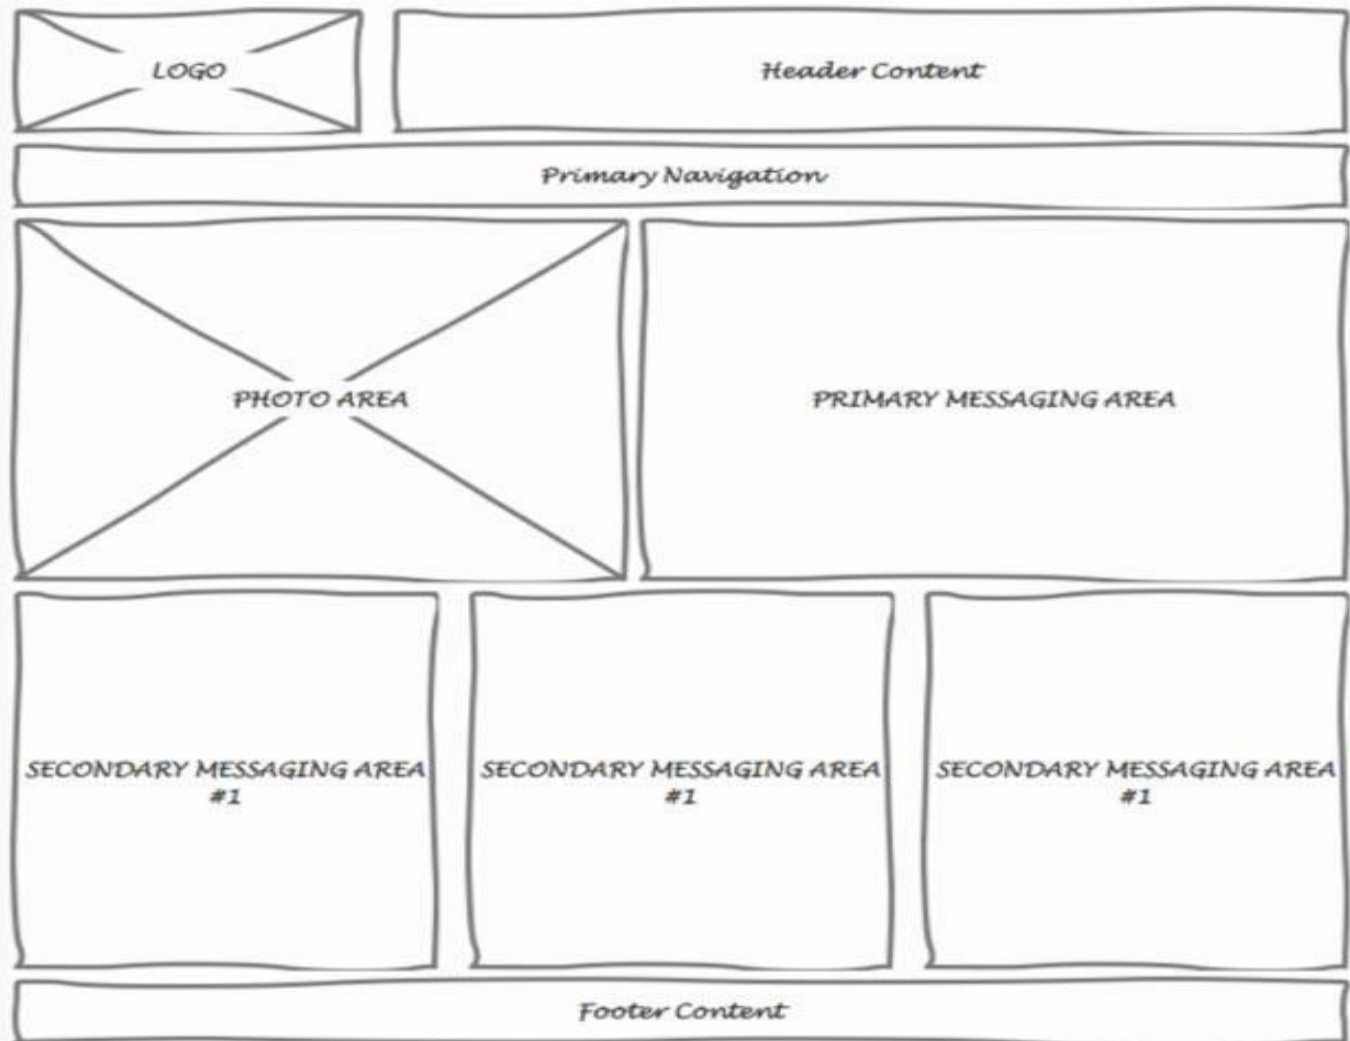 LOGO
Header Content
Primary Navigation
PHOTO AREA
PRIMARY MESSAGING AREA
SECONDARY MESSAGING AREA
#1
SECONDARY MESSAGING AREA
#1
SECONDARY MESSAGING AREA
#1
Footer Content